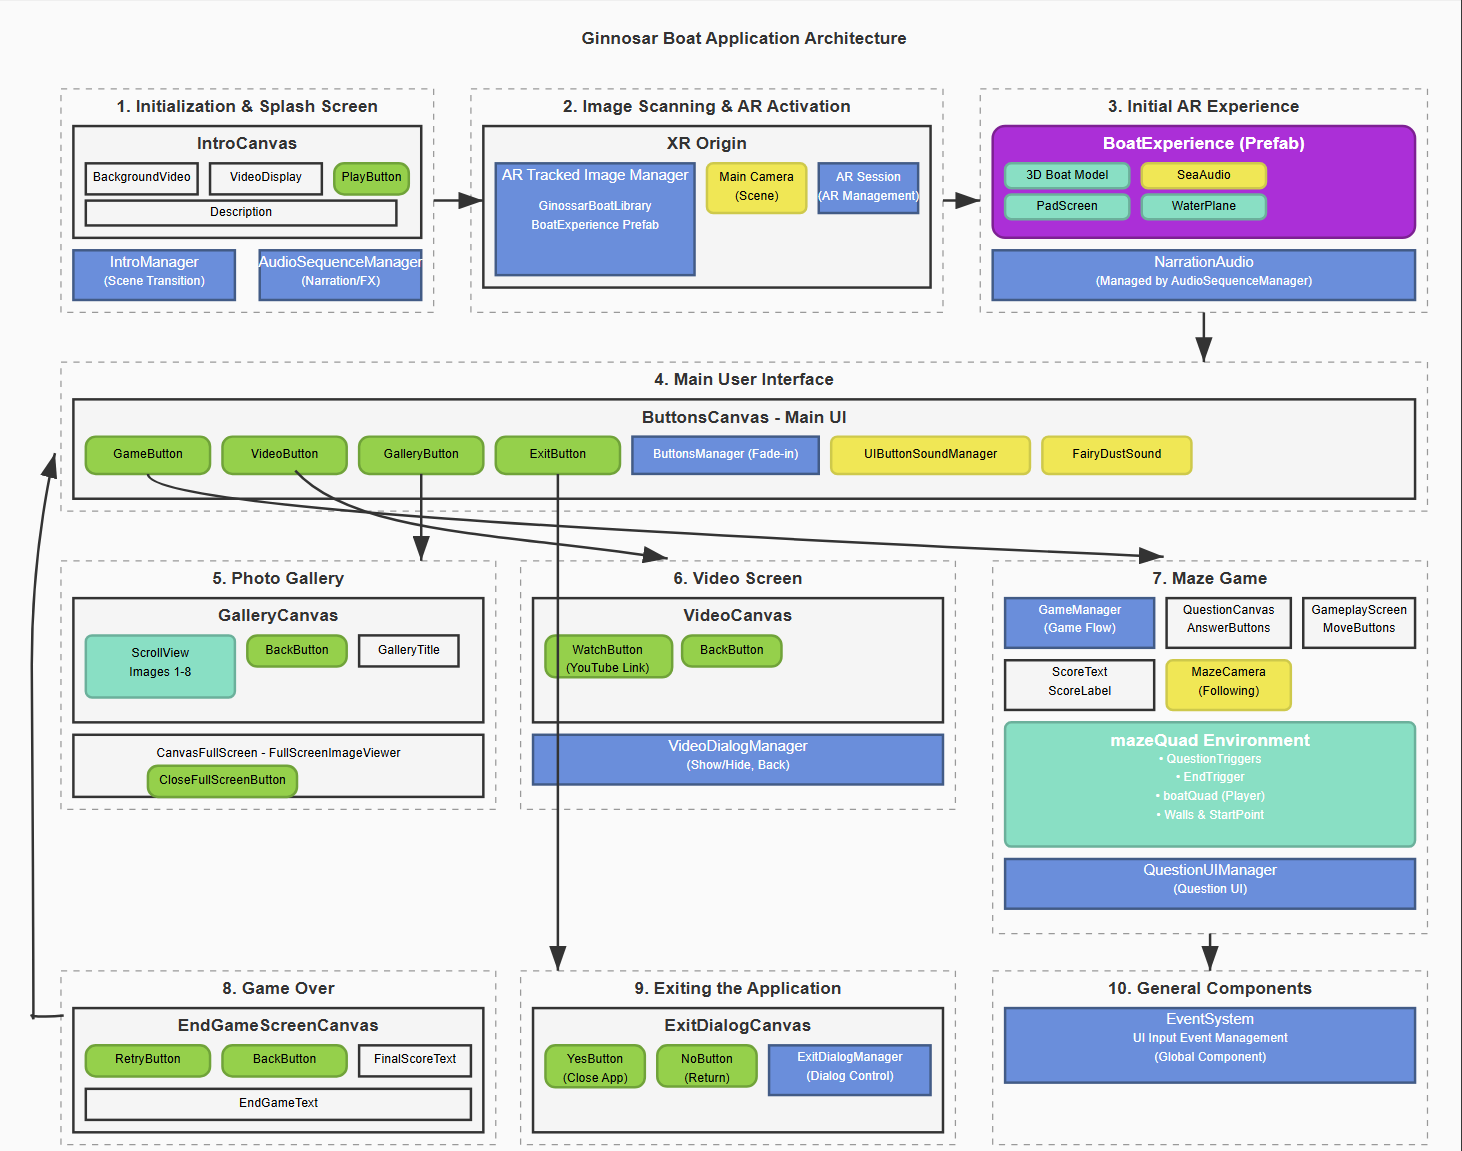 Ginnosar Boat Application Architecture
1. Initialization & Splash Screen
IntroCanvas
BackgroundVideo
VideoDisplay
PlayButton
Description
IntroManager
(Scene Transition)
AudioSequenceManager
(Narration/FX)
2. Image Scanning & AR Activation
XR Origin
AR Tracked Image Manager
GinossarBoatLibrary
BoatExperience Prefab
Main Camera
(Scene)
AR Session
(AR Management)
3. Initial AR Experience
BoatExperience (Prefab)
3D Boat Model
SeaAudio
PadScreen
WaterPlane
NarrationAudio
(Managed by AudioSequenceManager)
4. Main User Interface
ButtonsCanvas - Main UI
GameButton
VideoButton
GalleryButton
ExitButton
ButtonsManager (Fade-in)
UIButtonSoundManager
FairyDustSound
5. Photo Gallery
GalleryCanvas
ScrollView
Images 1-8
BackButton
GalleryTitle
CanvasFullScreen - FullScreenImageViewer
CloseFullScreenButton
6. Video Screen
VideoCanvas
WatchButton
(YouTube Link)
BackButton
VideoDialogManager
(Show/Hide, Back)
7. Maze Game
GameManager
(Game Flow)
QuestionCanvas
AnswerButtons
GameplayScreen
MoveButtons
ScoreText
ScoreLabel
MazeCamera
(Following)
mazeQuad Environment
• QuestionTriggers
• EndTrigger
• boatQuad (Player)
• Walls & StartPoint
QuestionUIManager
(Question UI)
8. Game Over
EndGameScreenCanvas
RetryButton
BackButton
FinalScoreText
EndGameText
9. Exiting the Application
ExitDialogCanvas
YesButton
(Close App)
NoButton
(Return)
ExitDialogManager
(Dialog Control)
10. General Components
EventSystem
UI Input Event Management
(Global Component)